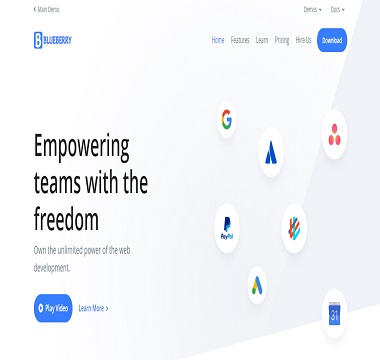 Main Demo
Demos
Docs
BLUEBERRY
Home
Features
Learn
Pricing
Hire Us
Download
Empowering
teams with the
freedom
Own the unlimited power of the web
development.
Play Video
Learn More
PayPal
31